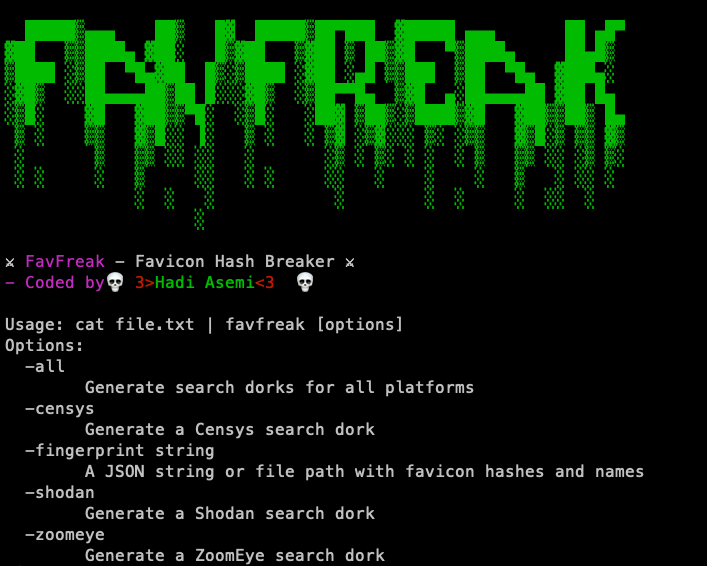 FAVFREAK
⚔ FavFreak – Favicon Hash Breaker ⚔
– Coded by💀 3>Hadi Asemi<3 💀
Usage: cat file.txt | favfreak [options]
Options:
-all
Generate search dorks for all platforms
-censys
Generate a Censys search dork
-fingerprint string
A JSON string or file path with favicon hashes and names
-shodan
Generate a Shodan search dork
-zoomeye
Generate a ZoomEye search dork